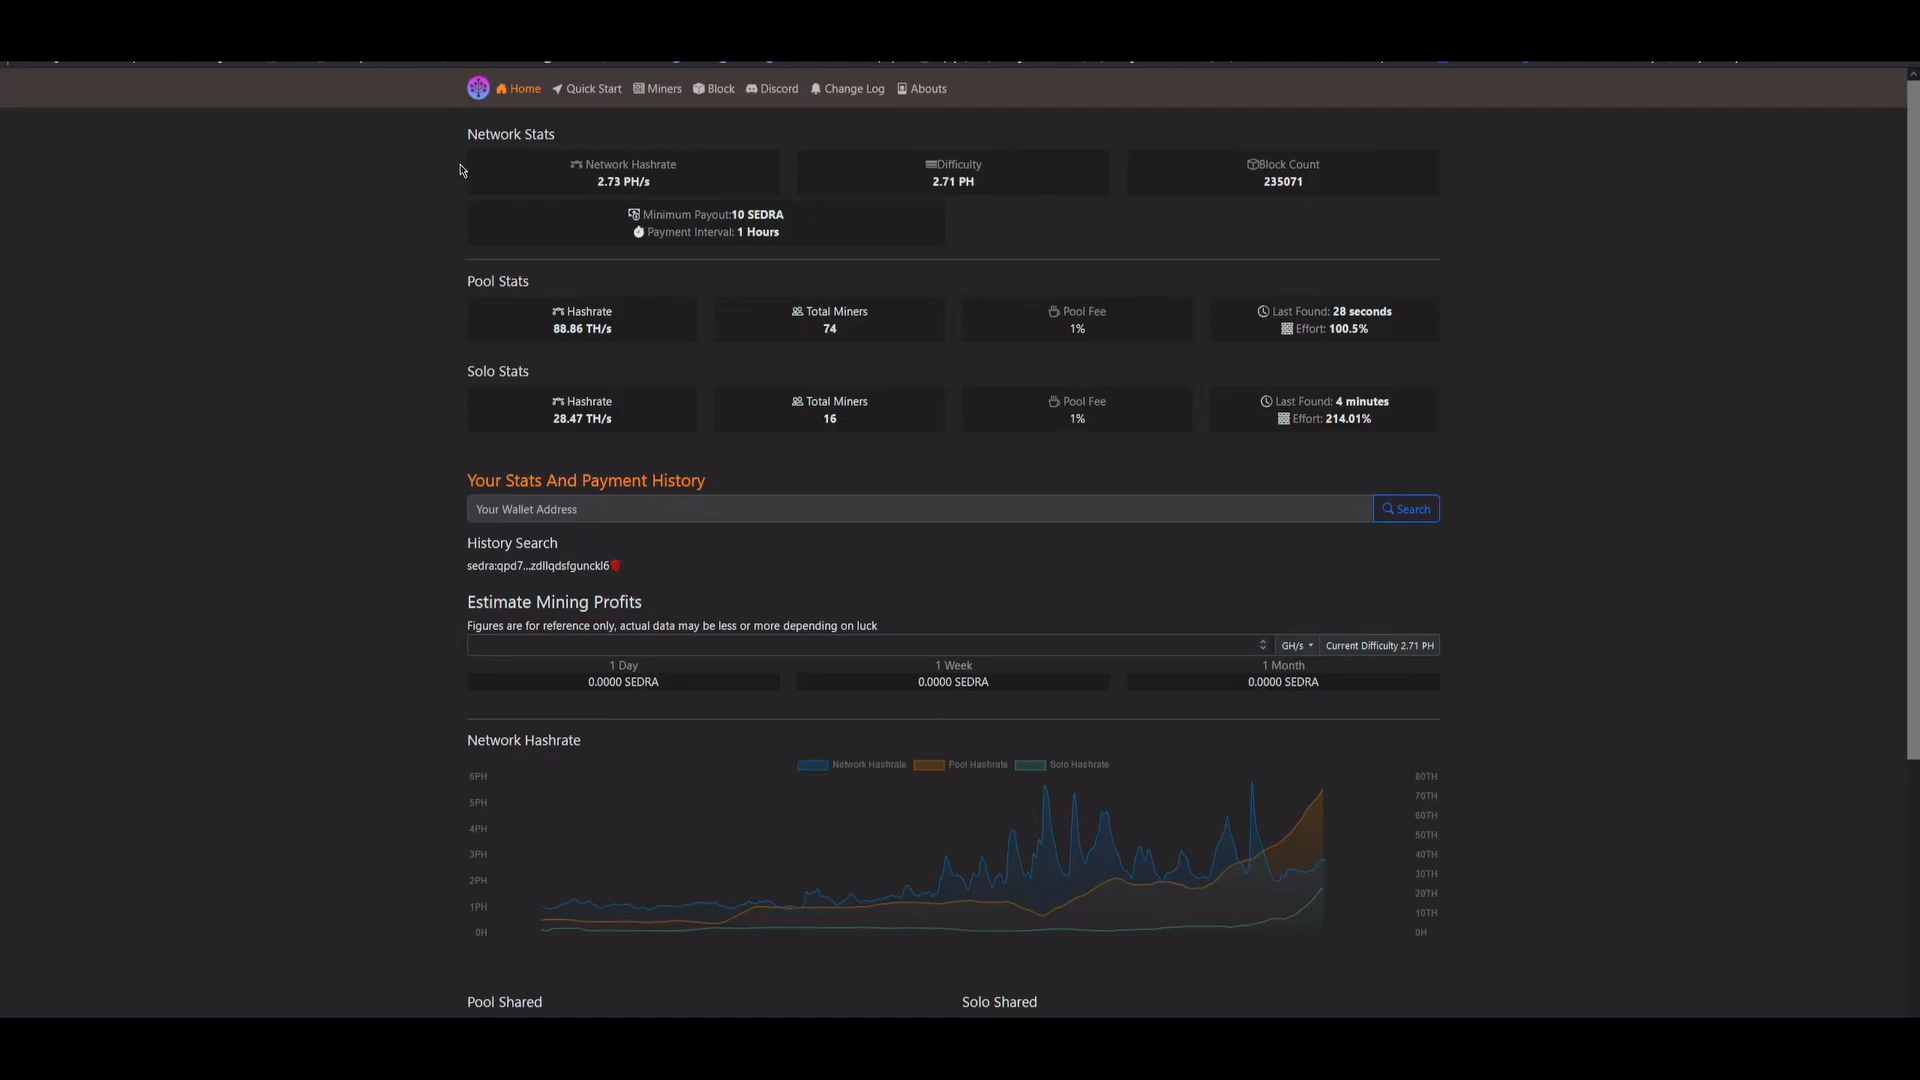 Home Quick Start Miners Block Discord Change Log Abouts
Network Stats
Network Hashrate Difficulty Block Count
2.73 PH/s 2.71 PH 235071
Minimum Payout:10 SEDRA
Payment Interval: 1 Hours
Pool Stats
Hashrate Total Miners Pool Fee Last Found: 28 seconds
88.86 TH/s 74 1% Effort: 100.5%
Solo Stats
Hashrate Total Miners Pool Fee Last Found: 4 minutes
28.47 TH/s 16 1% Effort: 214.01%
Your Stats And Payment History
Your Wallet Address Search
History Search
sedra:qpd7...zdllqdsfgunckl6
Estimate Mining Profits
Figures are for reference only, actual data may be less or more depending on luck
GH/s Current Difficulty 2.71 PH
1 Day 1 Week 1 Month
0.0000 SEDRA 0.0000 SEDRA 0.0000 SEDRA
Network Hashrate
Network Hashrate Pool Hashrate Solo Hashrate
6PH 80TH
5PH 70TH
4PH 60TH
3PH 50TH
2PH 40TH
1PH 30TH
0H 20TH
10TH
0H
Pool Shared Solo Shared